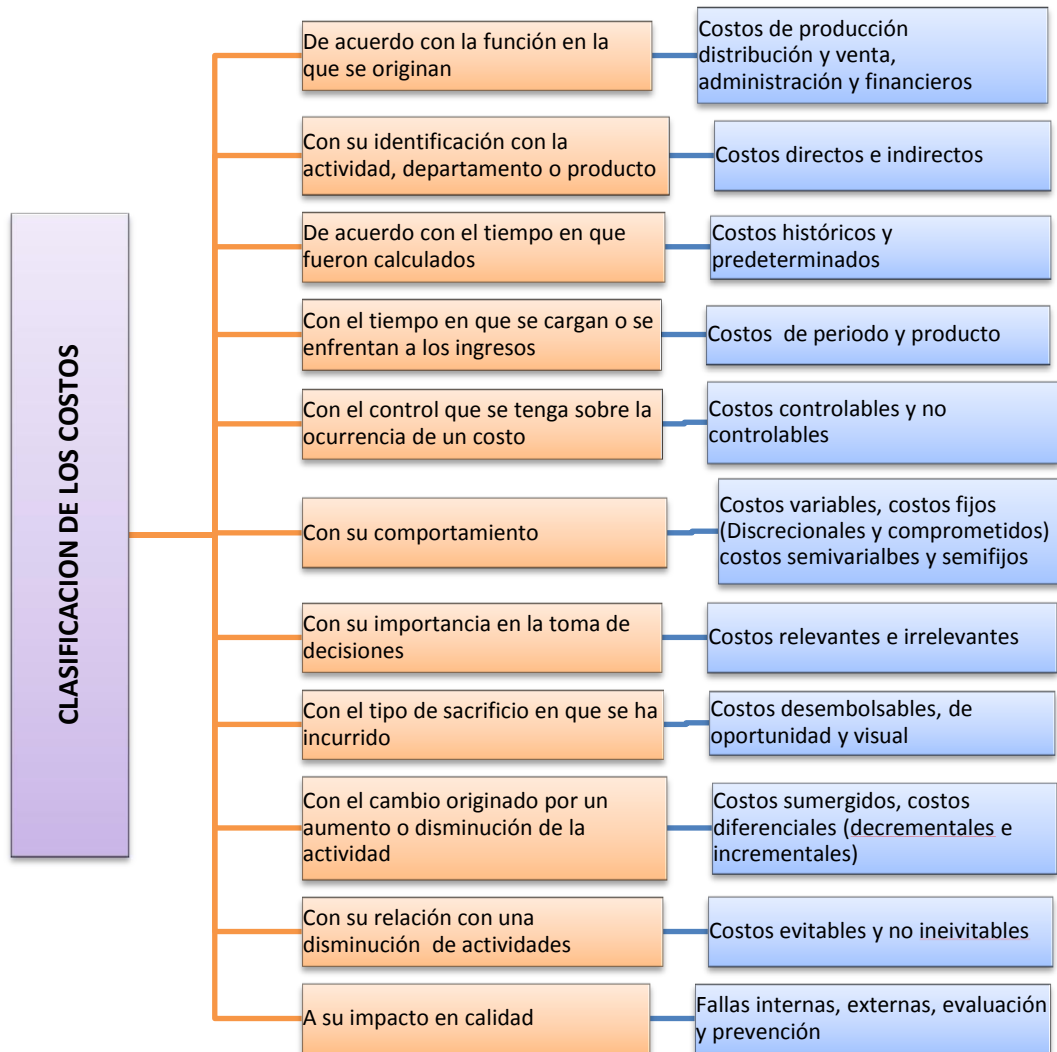 CLASIFICACION DE LOS COSTOS
De acuerdo con la función en la
que se originan
Costos de producción
distribución y venta,
administración y financieros
Con su identificación con la
actividad, departamento o producto
Costos directos e indirectos
De acuerdo con el tiempo en que
fueron calculados
Costos históricos y
predeterminados
Con el tiempo en que se cargan o se
enfrentan a los ingresos
Costos de periodo y producto
Con el control que se tenga sobre la
ocurrencia de un costo
Costos controlables y no
controlables
Con su comportamiento
Costos variables, costos fijos
(Discrecionales y comprometidos)
costos semivarialbes y semifijos
Con su importancia en la toma de
decisiones
Costos relevantes e irrelevantes
Con el tipo de sacrificio en que se ha
incurrido
Costos desembolsables, de
oportunidad y visual
Con el cambio originado por un
aumento o disminución de la
actividad
Costos sumergidos, costos
diferenciales (decrementales e
incrementales)
Con su relación con una
disminución de actividades
Costos evitables y no ineivitables
A su impacto en calidad
Fallas internas, externas, evaluación
y prevención